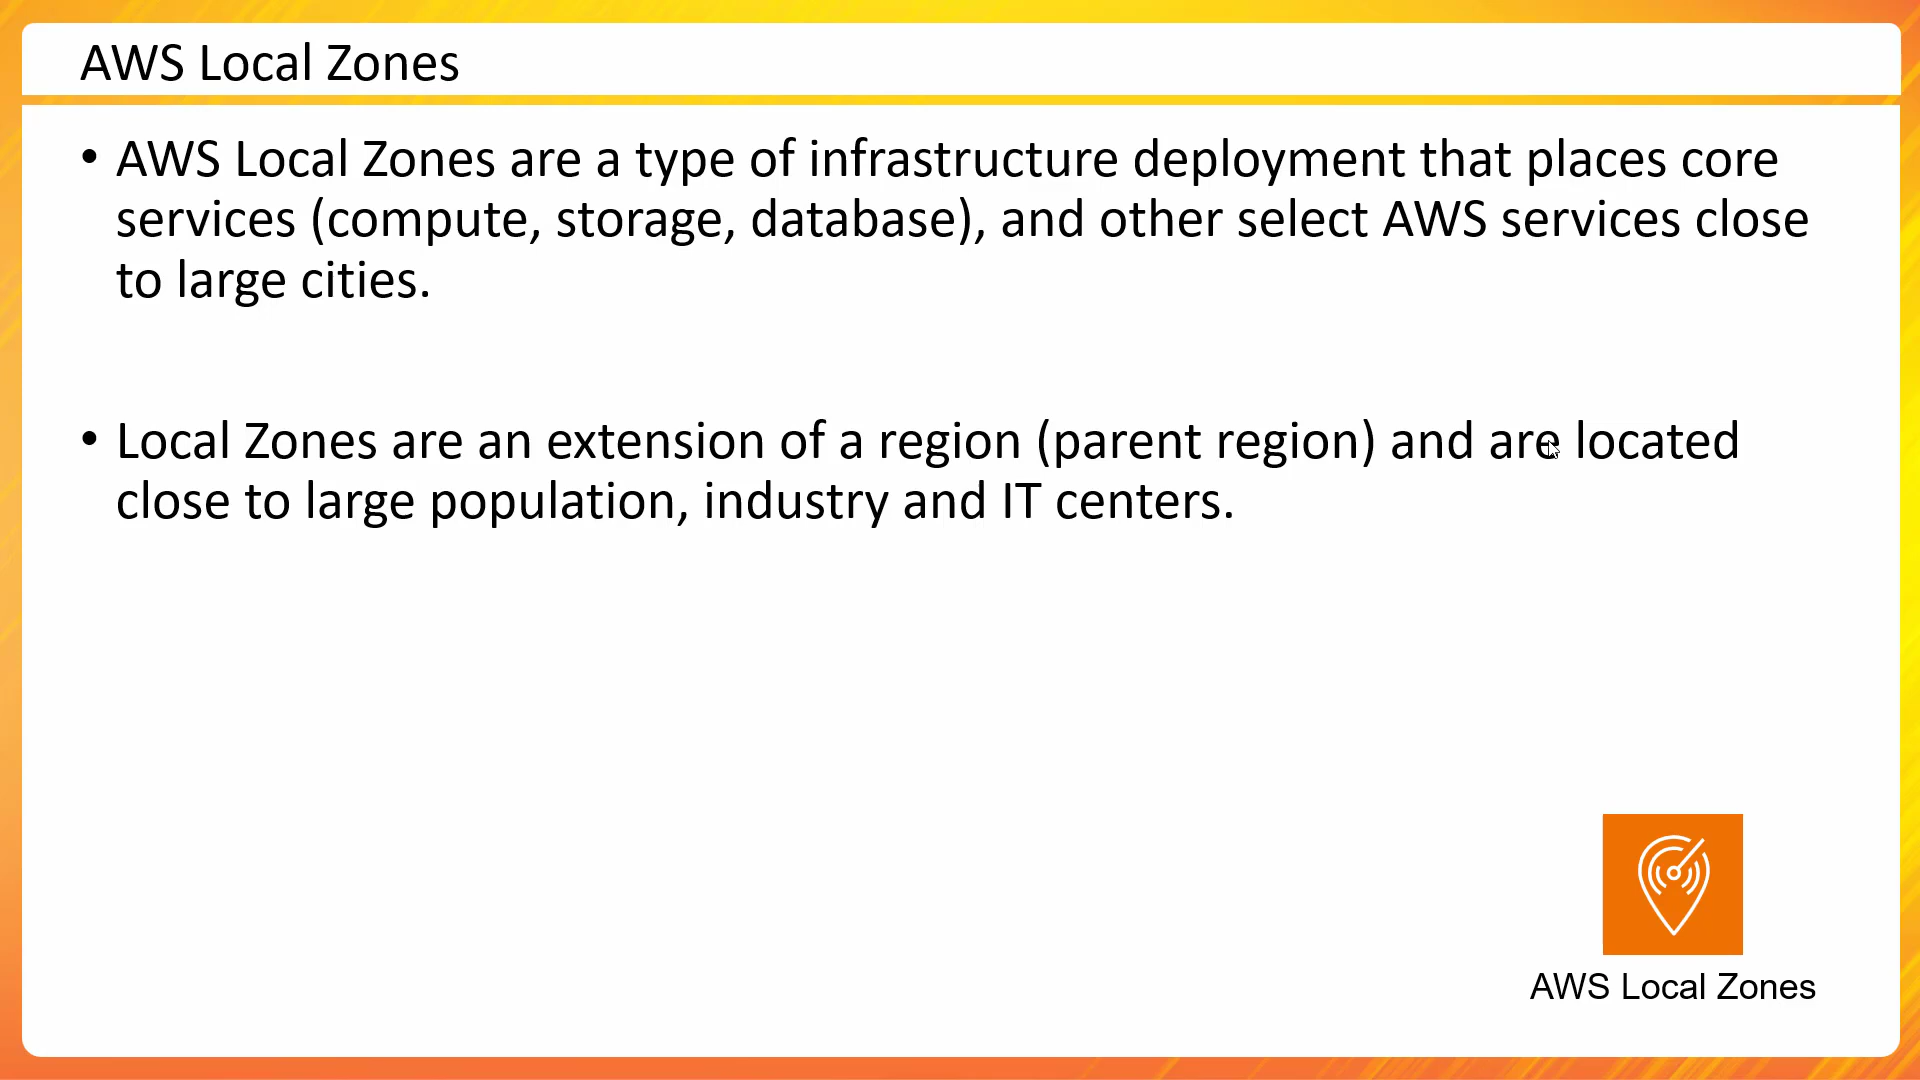 AWS Local Zones
• AWS Local Zones are a type of infrastructure deployment that places core
services (compute, storage, database), and other select AWS services close
to large cities.
• Local Zones are an extension of a region (parent region) and are located
close to large population, industry and IT centers.
AWS Local Zones